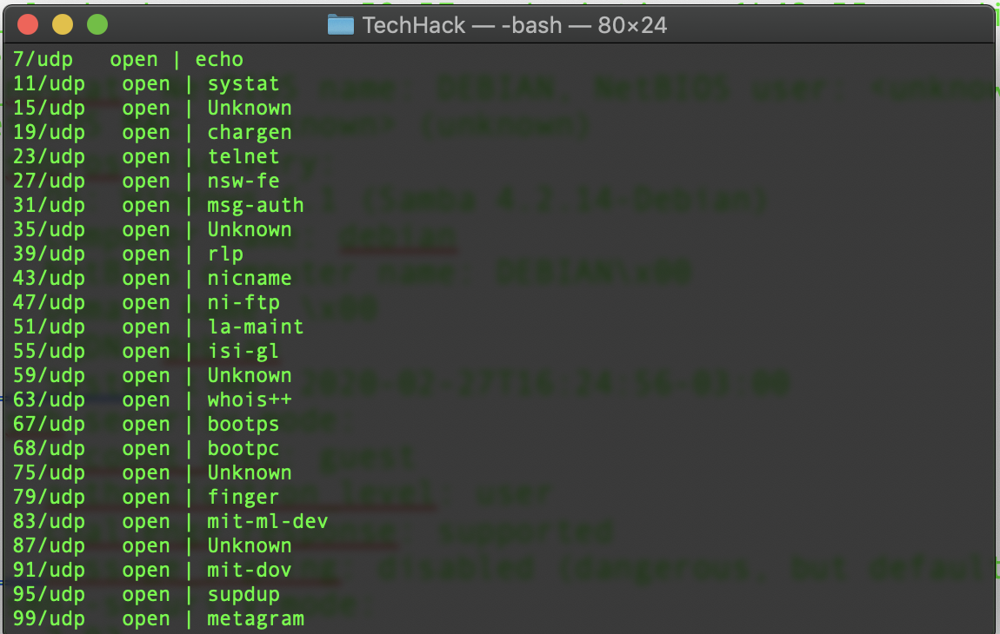 TechHack — -bash — 80×24
7/udp   open | echo
11/udp   open | systat
15/udp   open | Unknown
19/udp   open | chargen
23/udp   open | telnet
27/udp   open | nsw-fe
31/udp   open | msg-auth
35/udp   open | Unknown
39/udp   open | rlp
43/udp   open | nicname
47/udp   open | ni-ftp
51/udp   open | la-maint
55/udp   open | isi-gl
59/udp   open | Unknown
63/udp   open | whois++
67/udp   open | bootps
68/udp   open | bootpc
75/udp   open | Unknown
79/udp   open | finger
83/udp   open | mit-ml-dev
87/udp   open | Unknown
91/udp   open | mit-dov
95/udp   open | supdup
99/udp   open | metagram